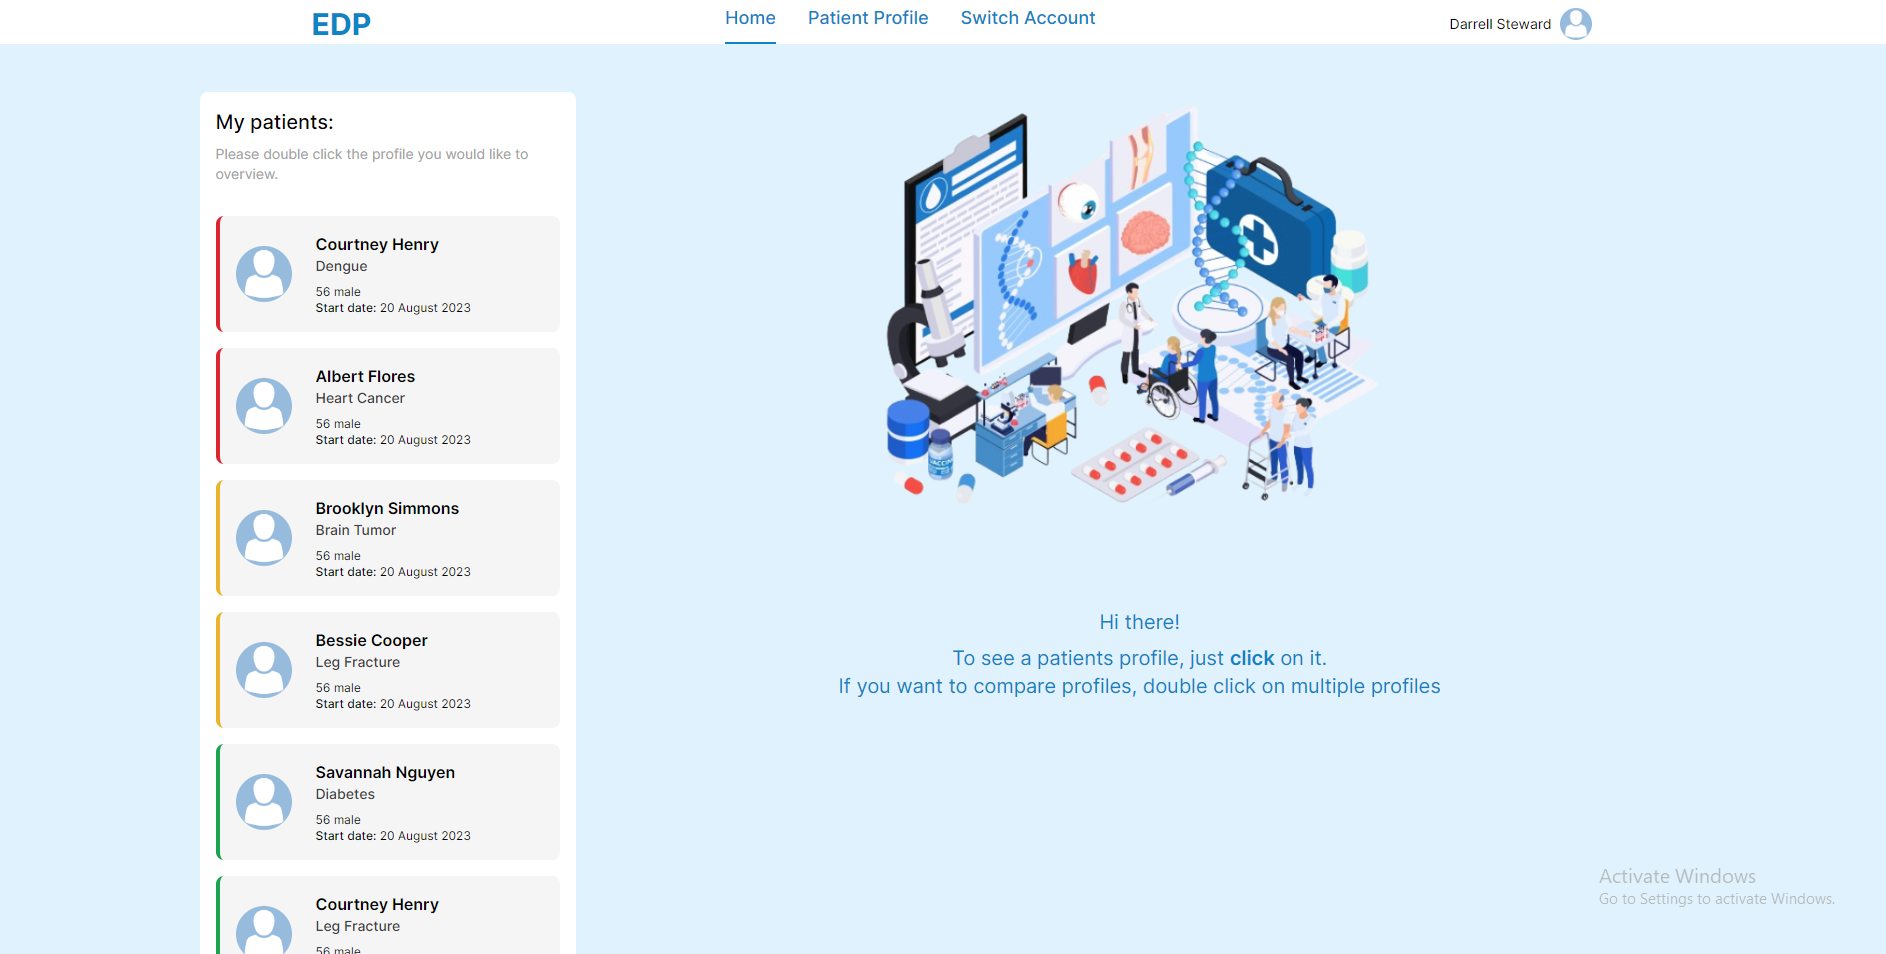 EDP
Home
Patient Profile
Switch Account
Darrell Steward
My patients:
Please double click the profile you would like to
overview.
Courtney Henry
Dengue
56 male
Start date: 20 August 2023
Albert Flores
Heart Cancer
56 male
Start date: 20 August 2023
Brooklyn Simmons
Brain Tumor
56 male
Start date: 20 August 2023
Bessie Cooper
Leg Fracture
56 male
Start date: 20 August 2023
Savannah Nguyen
Diabetes
56 male
Start date: 20 August 2023
Courtney Henry
Leg Fracture
56 male
VACCINE
Hi there!
To see a patients profile, just click on it.
If you want to compare profiles, double click on multiple profiles
Activate Windows
Go to Settings to activate Windows.